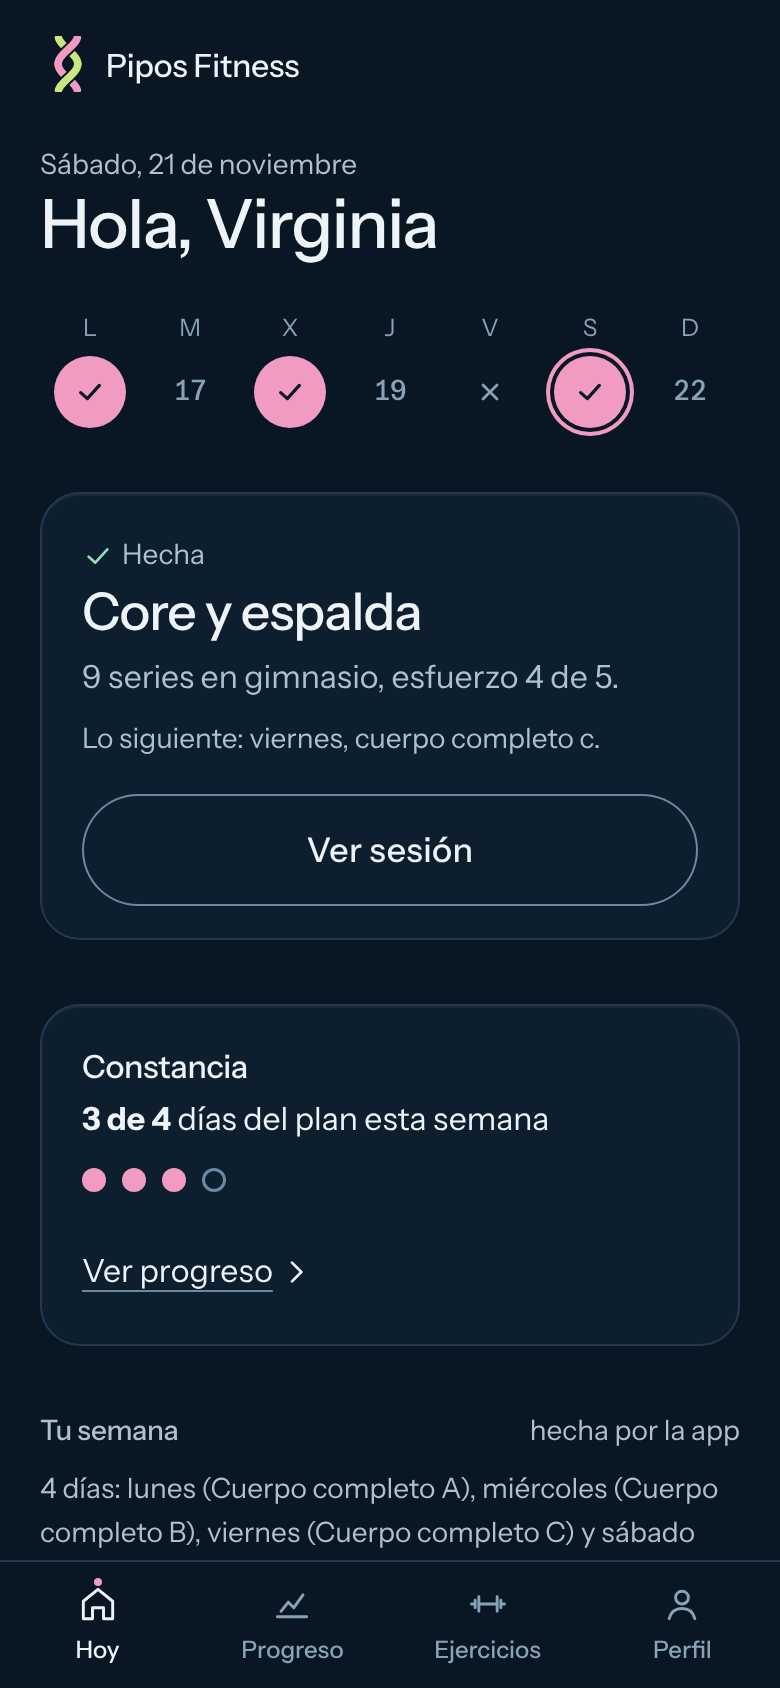 Pipos Fitness
Sábado, 21 de noviembre
Hola, Virginia
L M X J V S D
17 19 22
Hecha
Core y espalda
9 series en gimnasio, esfuerzo 4 de 5.
Lo siguiente: viernes, cuerpo completo c.
Ver sesión
Constancia
3 de 4 días del plan esta semana
Ver progreso
Tu semana hecha por la app
4 días: lunes (Cuerpo completo A), miércoles (Cuerpo
completo B), viernes (Cuerpo completo C) y sábado
Hoy Progreso Ejercicios Perfil